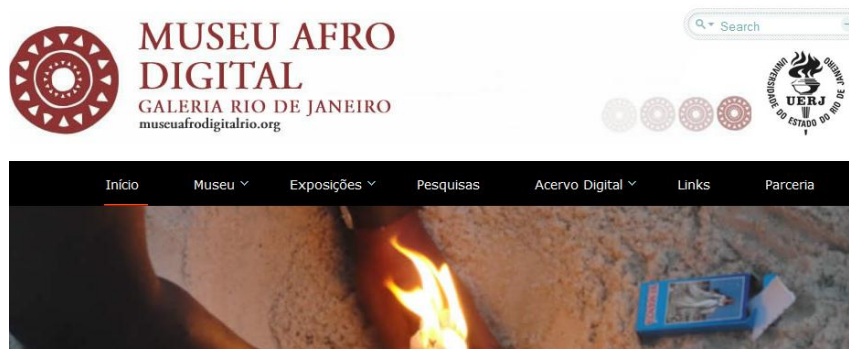 MUSEU AFRO
DIGITAL
GALERIA RIO DE JANEIRO
museuafrodigitalrio.org
Search
UNIVERSIDADE DO ESTADO DO RIO DE JANEIRO
UERJ
Início
Museu
Exposições
Pesquisas
Acervo Digital
Links
Parceria